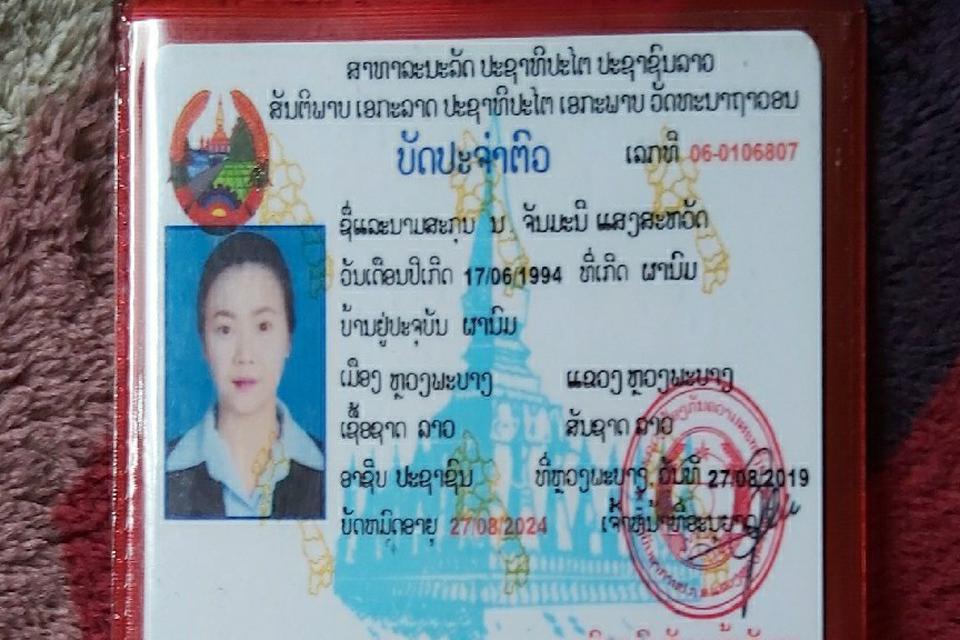 ສາທາລະນະລັດ ປະຊາທິປະໄຕ ປະຊາຊົນລາວ
ສັນຕິພາບ ເອກະລາດ ປະຊາທິປະໄຕ ເອກະພາບ ວັດທະນາຖາວອນ
ບັດປະຈຳຕົວ ເລກທີ 06-0106807
ຊື່ແລະນາມສະກຸນ ນ. ຈັນມະນີ ແສງສະຫວັດ
ວັນເດືອນປີເກີດ 17/06/1994 ທີ່ເກີດ ຜານົມ
ບ້ານຢູ່ປະຈຸບັນ ຜານົມ
ເມືອງ ຫຼວງພະບາງ ແຂວງ ຫຼວງພະບາງ
ເຊື້ອຊາດ ລາວ ສັນຊາດ ລາວ
ອາຊີບ ປະຊາຊົນ ທີ່ຫຼວງພະບາງ, ວັນທີ 27.08.2019
ບັດຫມົດອາຍຸ 27/08/2024 ເຈົ້າຫນ້າທີ່ອະນຸຍາດ